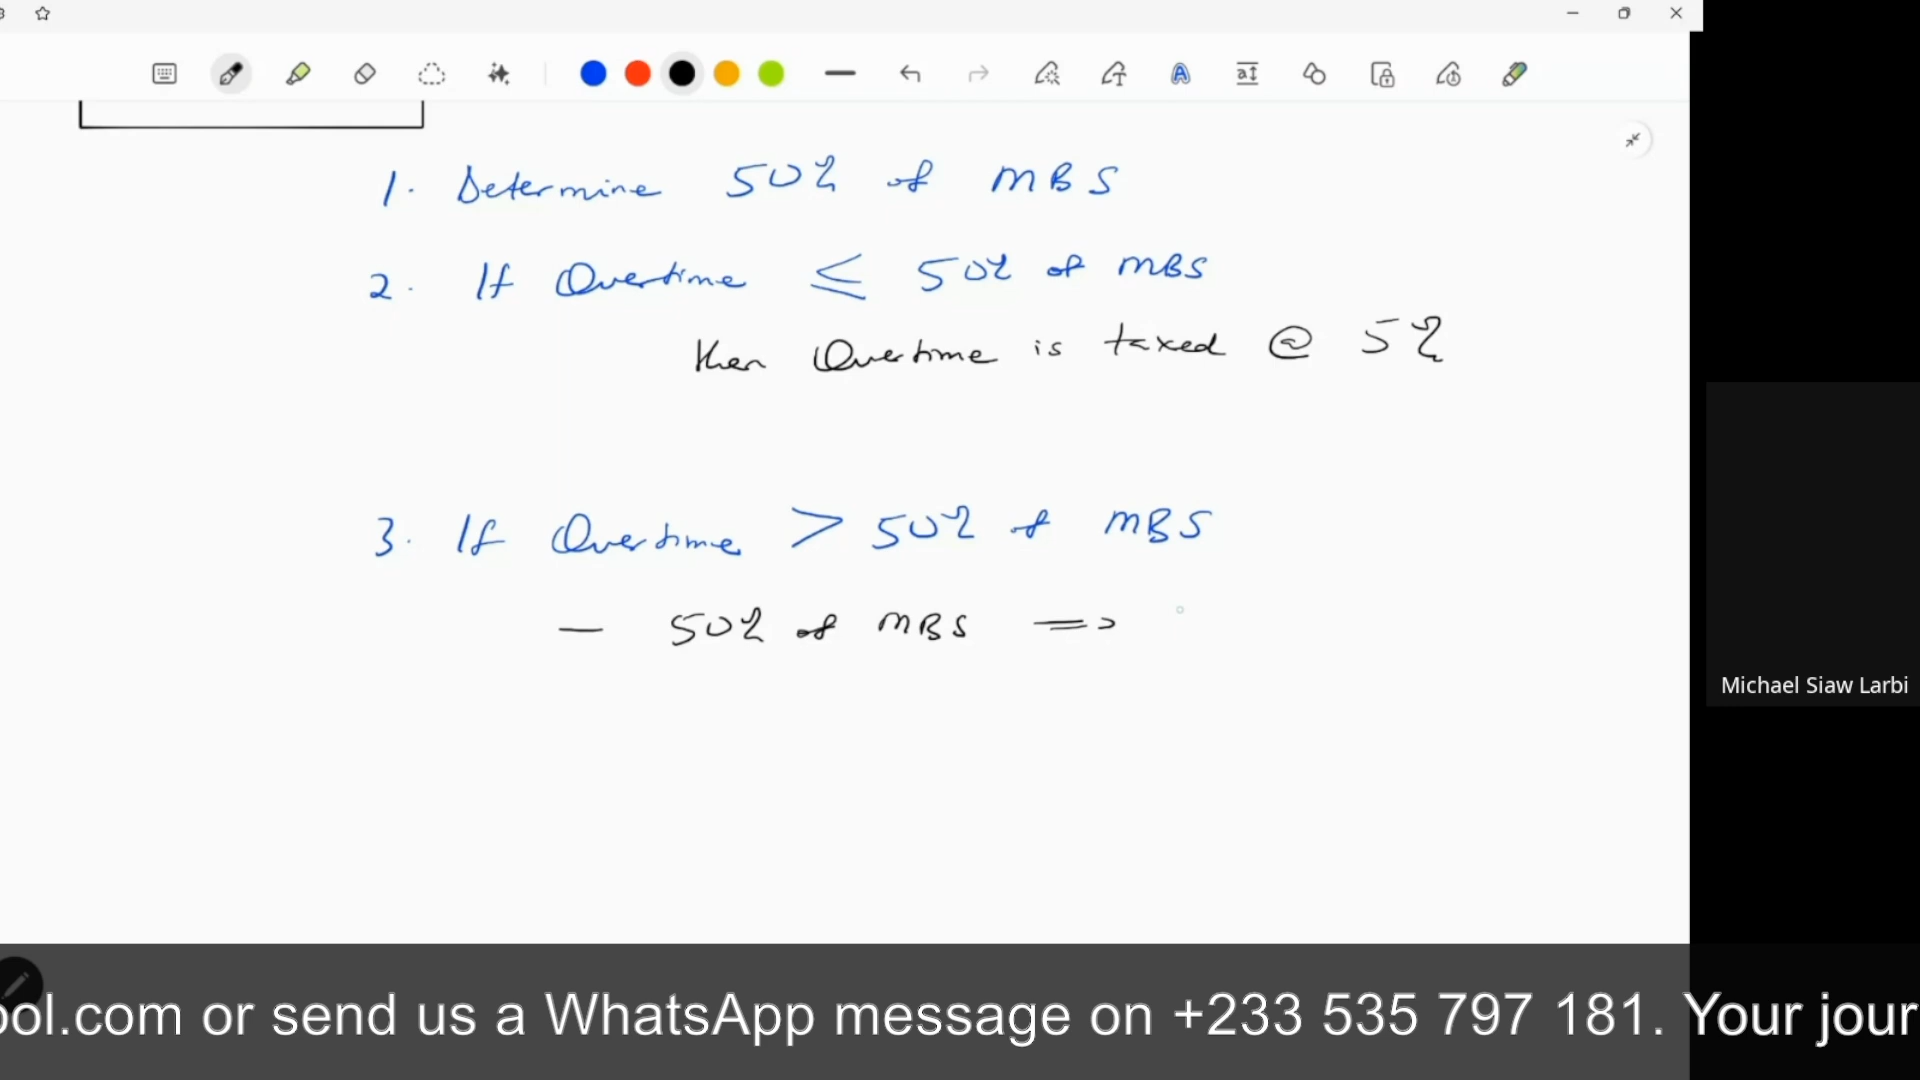 1. Determine 50% of MBS
2. If Overtime ≤ 50% of MBS
then Overtime is taxed @ 5%
3. If Overtime > 50% of MBS
— 50% of MBS =>
Michael Siaw Larbi
ool.com or send us a WhatsApp message on +233 535 797 181. Your jour